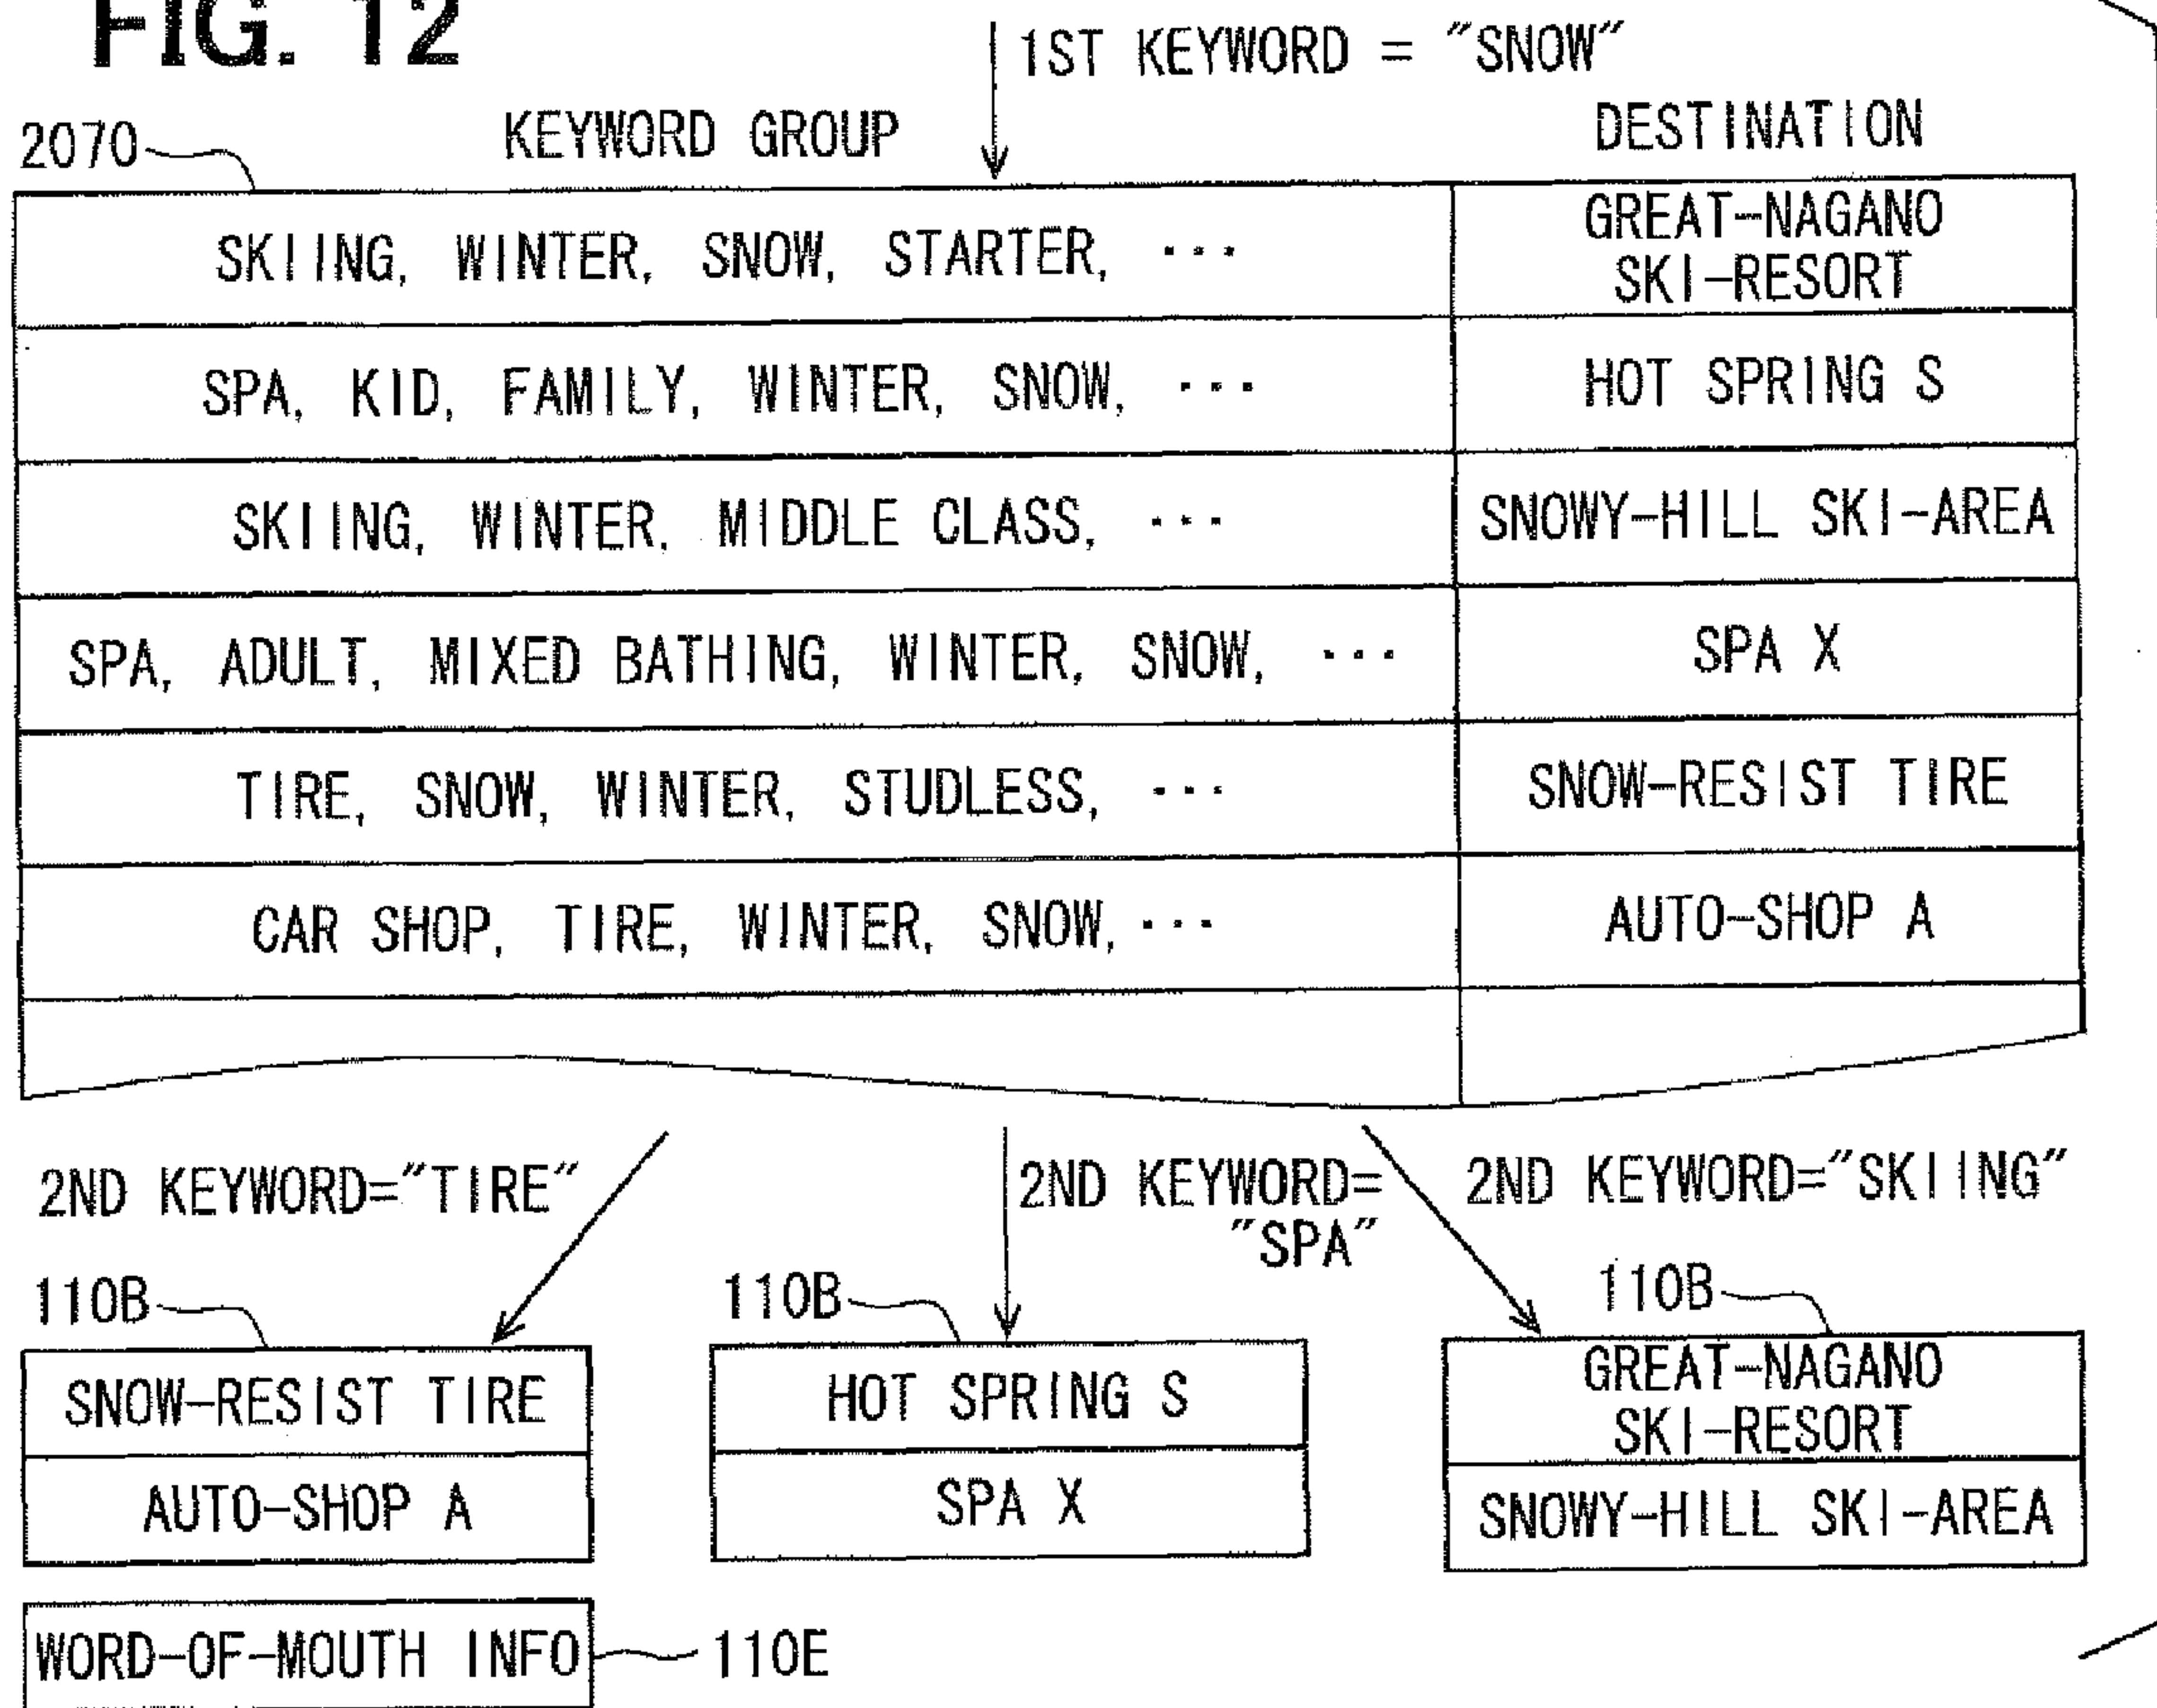 FIG. 12
1ST KEYWORD = "SNOW"
2070 KEYWORD GROUP DESTINATION
SKIING, WINTER, SNOW, STARTER, ··· GREAT-NAGANO
SKI-RESORT
SPA, KID, FAMILY, WINTER, SNOW, ··· HOT SPRING S
SKIING, WINTER, MIDDLE CLASS, ··· SNOWY-HILL SKI-AREA
SPA, ADULT, MIXED BATHING, WINTER, SNOW, ··· SPA X
TIRE, SNOW, WINTER, STUDLESS, ··· SNOW-RESIST TIRE
CAR SHOP, TIRE, WINTER, SNOW, ··· AUTO-SHOP A
2ND KEYWORD="TIRE"
2ND KEYWORD=
"SPA"
2ND KEYWORD="SKIING"
110B
SNOW-RESIST TIRE
AUTO-SHOP A
110B
HOT SPRING S
SPA X
110B
GREAT-NAGANO
SKI-RESORT
SNOWY-HILL SKI-AREA
WORD-OF-MOUTH INFO 110E